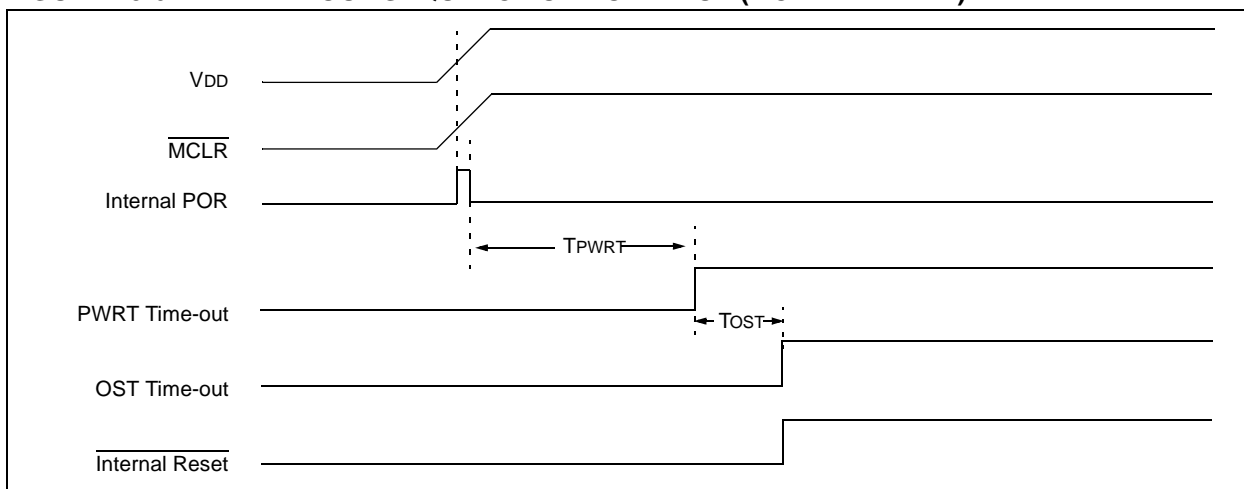 VDD
MCLR
Internal POR
TPWRT
PWRT Time-out
TOST
OST Time-out
Internal Reset